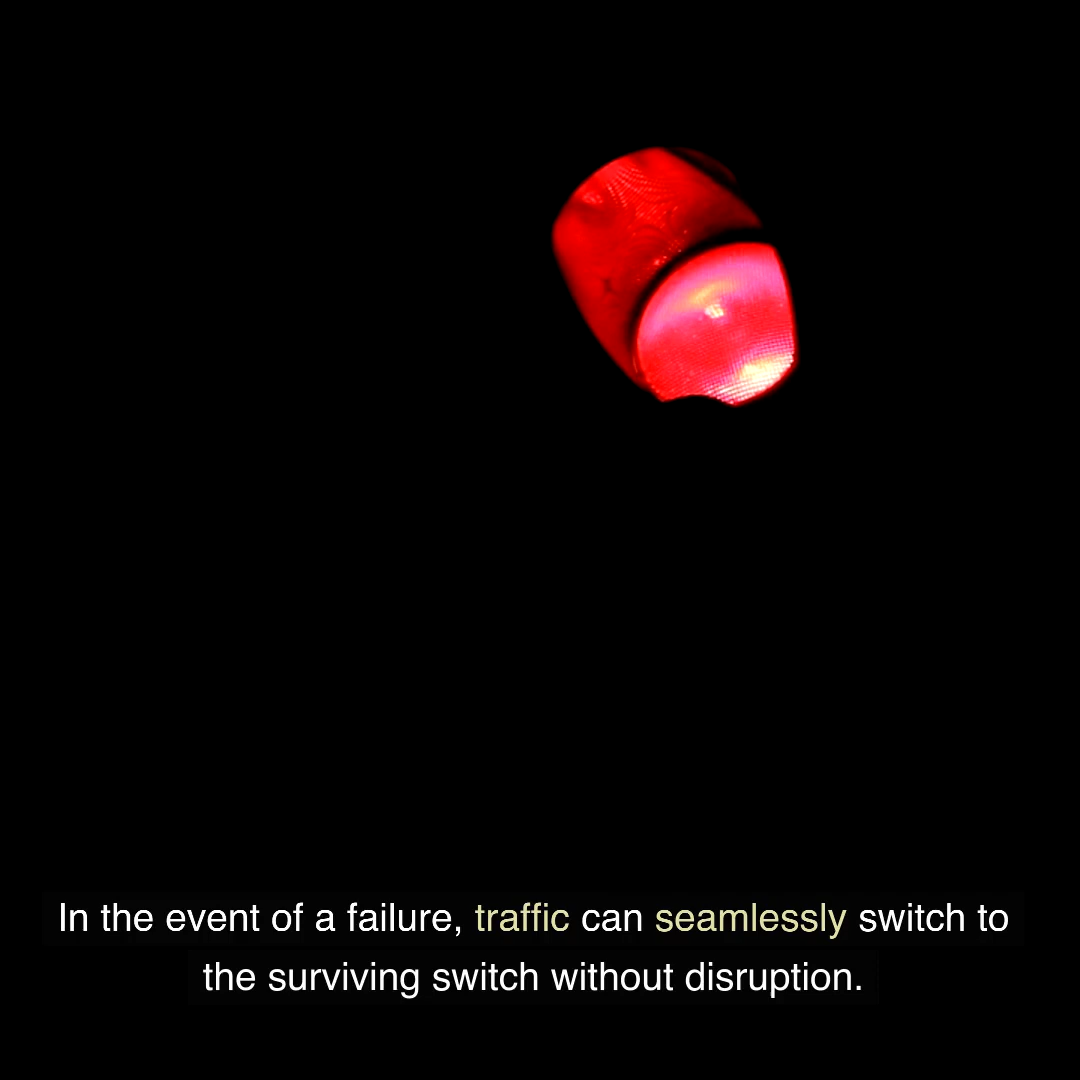 In the event of a failure, traffic can seamlessly switch to
the surviving switch without disruption.